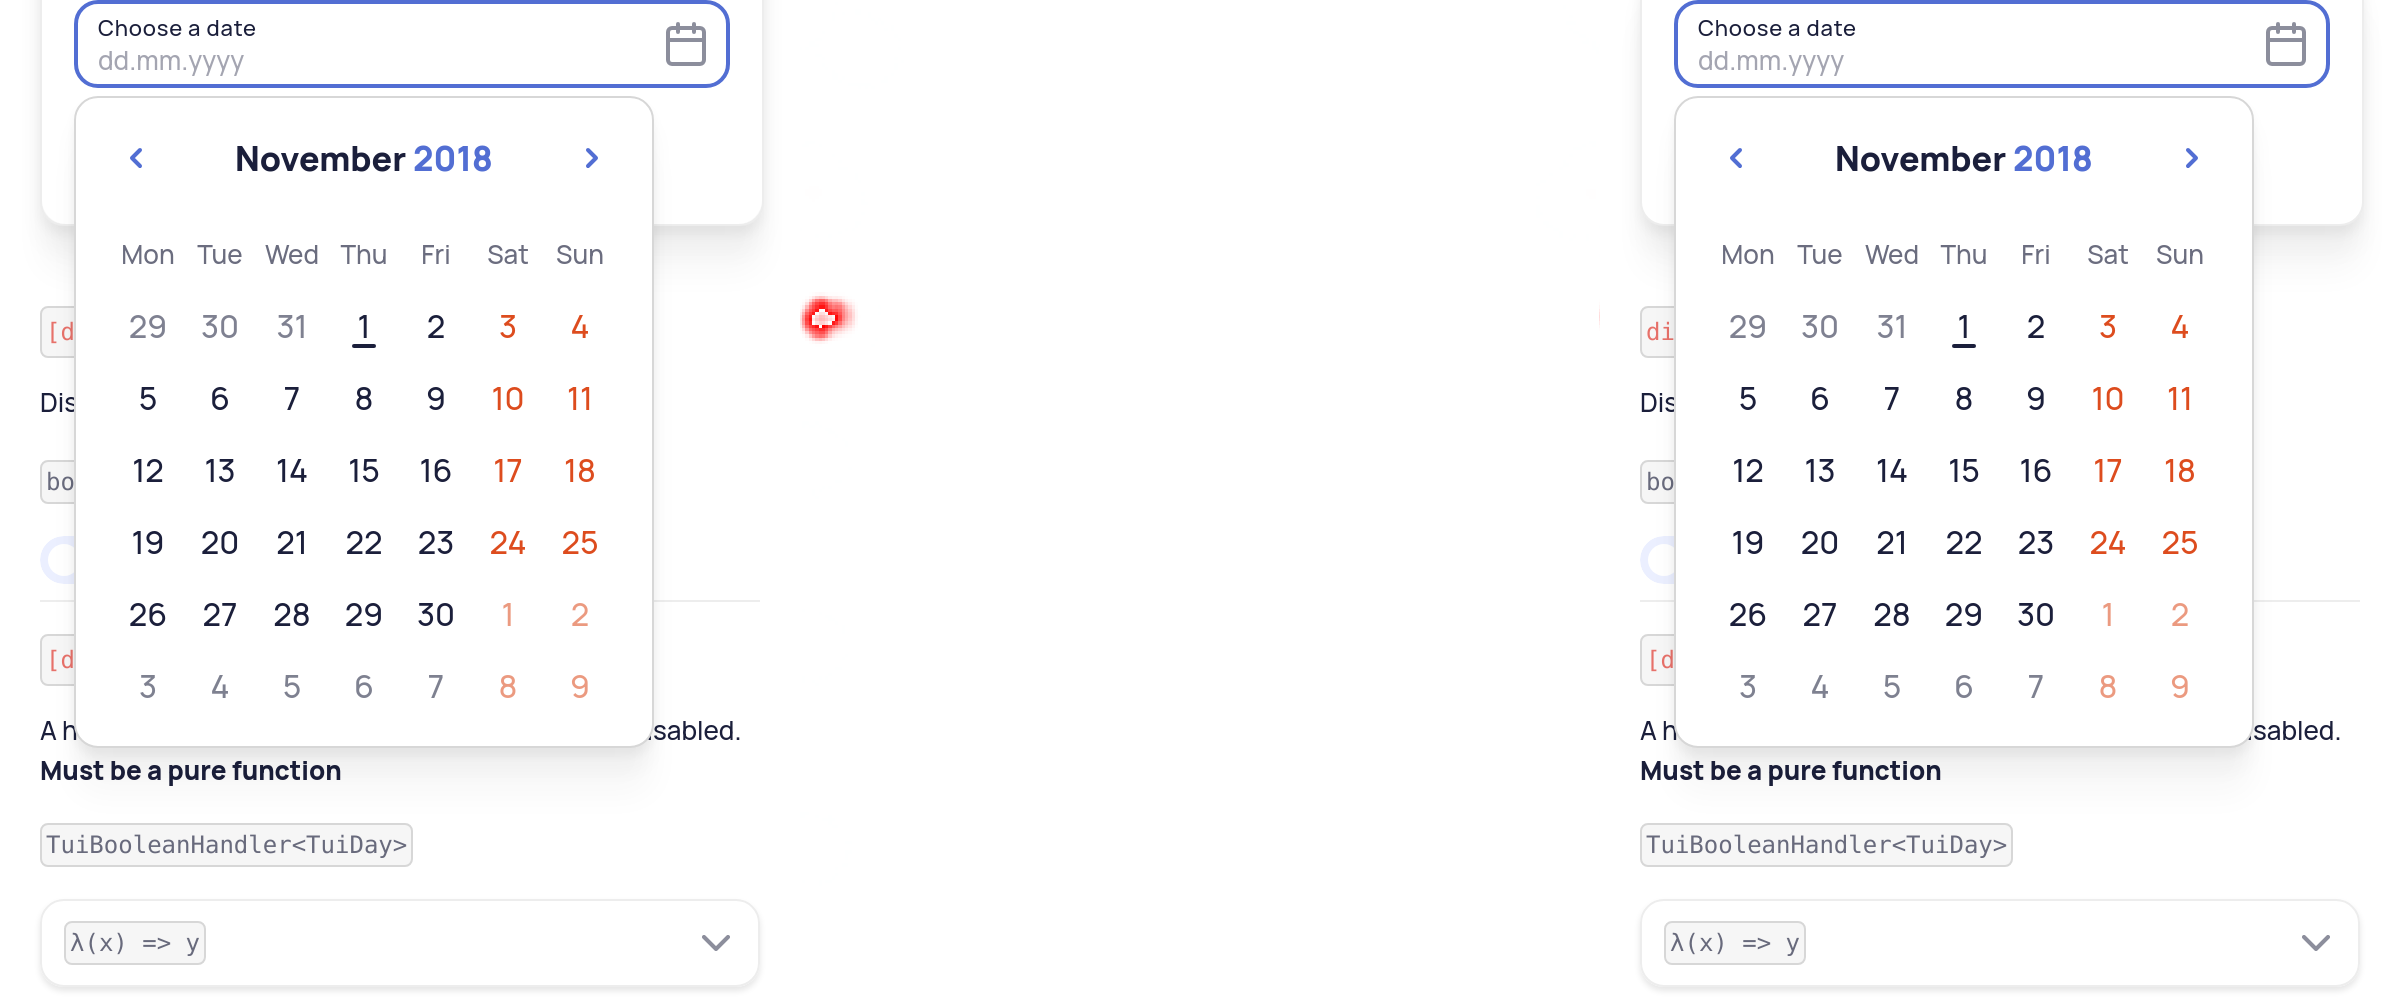 Choose a date
dd.mm.yyyy
November 2018
Mon Tue Wed Thu Fri Sat Sun
29 30 31 1 2 3 4
5 6 7 8 9 10 11
12 13 14 15 16 17 18
19 20 21 22 23 24 25
26 27 28 29 30 1 2
3 4 5 6 7 8 9
[d
Dis
bo
[d
A h sabled.
Must be a pure function
TuiBooleanHandler<TuiDay>
λ(x) => y
Choose a date
dd.mm.yyyy
November 2018
Mon Tue Wed Thu Fri Sat Sun
29 30 31 1 2 3 4
5 6 7 8 9 10 11
12 13 14 15 16 17 18
19 20 21 22 23 24 25
26 27 28 29 30 1 2
3 4 5 6 7 8 9
di
Dis
bo
[d
A h sabled.
Must be a pure function
TuiBooleanHandler<TuiDay>
λ(x) => y